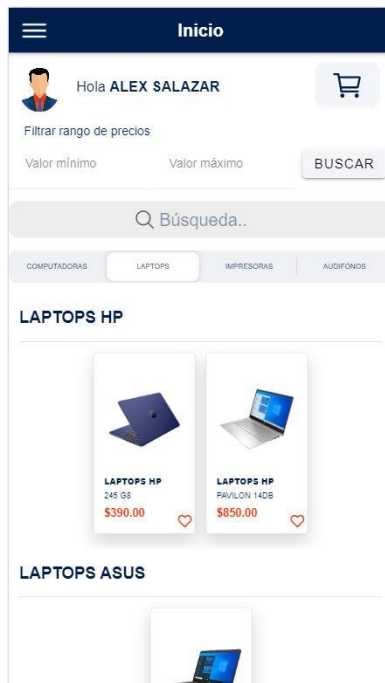 Inicio
Hola ALEX SALAZAR
Filtrar rango de precios
Valor mínimo Valor máximo BUSCAR
Búsqueda..
COMPUTADORAS LAPTOPS IMPRESORAS AUDIFONOS
LAPTOPS HP
LAPTOPS HP LAPTOPS HP
245 G8 PAVILON 14DB
$390.00 $850.00
LAPTOPS ASUS